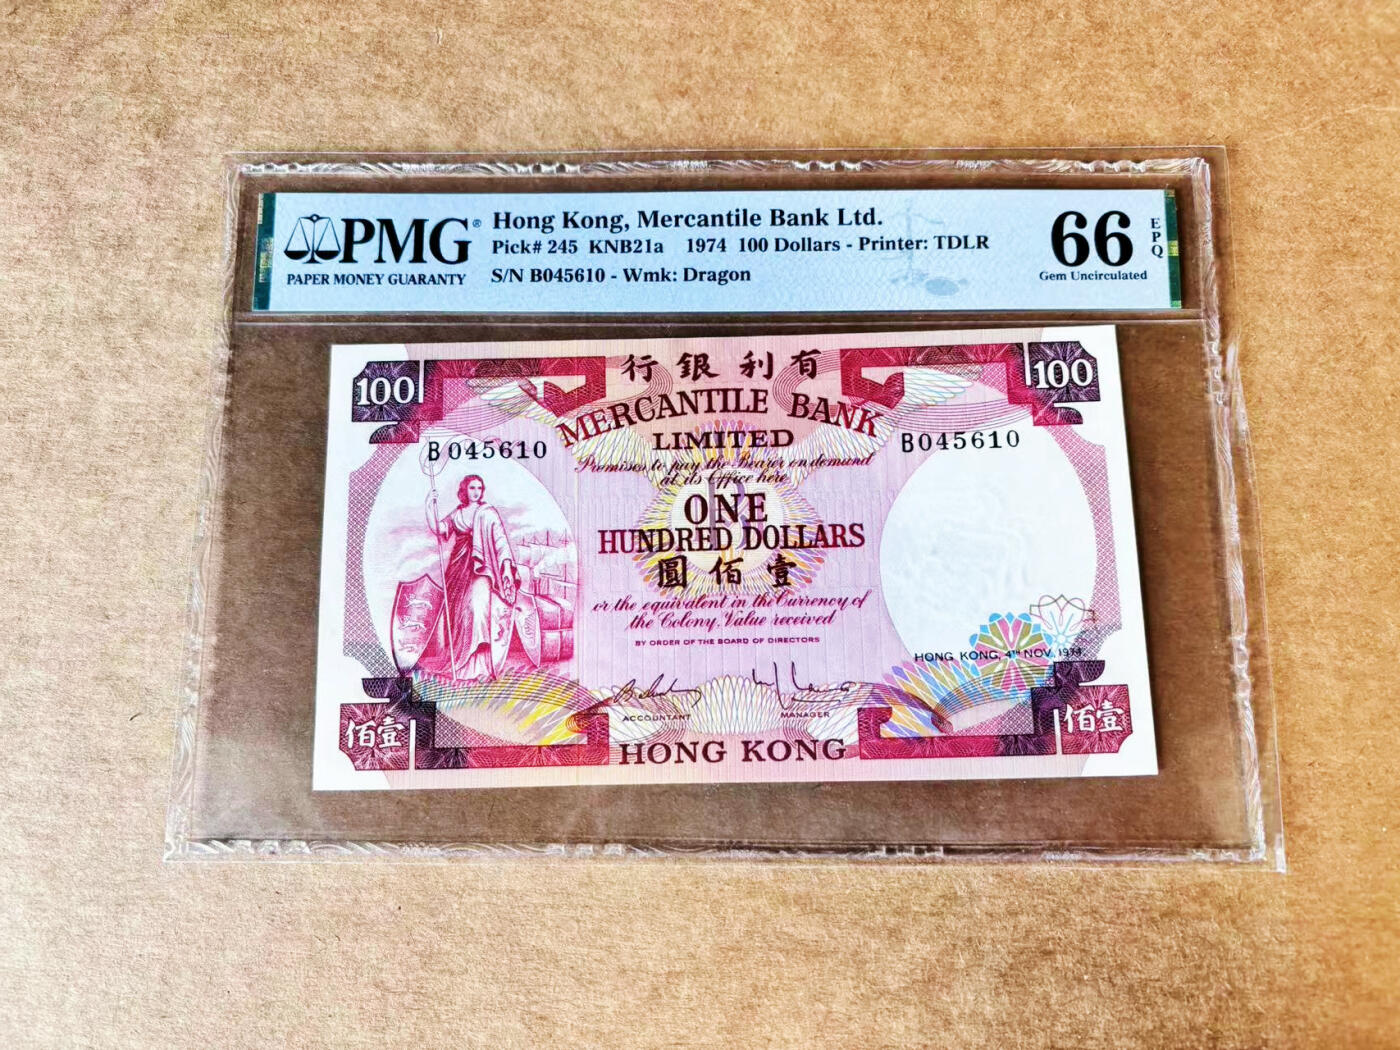 PMG®
PAPER MONEY GUARANTY
Hong Kong, Mercantile Bank Ltd.
Pick# 245 KNB21a 1974 100 Dollars - Printer: TDLR
S/N B045610 - Wmk: Dragon
66
EPQ
Gem Uncirculated
100
行銀利有
100
MERCANTILE BANK
LIMITED
B045610
B045610
Promises to pay the Bearer on demand
at its Office here
ONE
HUNDRED DOLLARS
圓佰壹
or the equivalent in the Currency of
the Colony, Value received
BY ORDER OF THE BOARD OF DIRECTORS
HONG KONG, 4TH NOV. 1974
ACCOUNTANT
MANAGER
佰壹
HONG KONG
佰壹